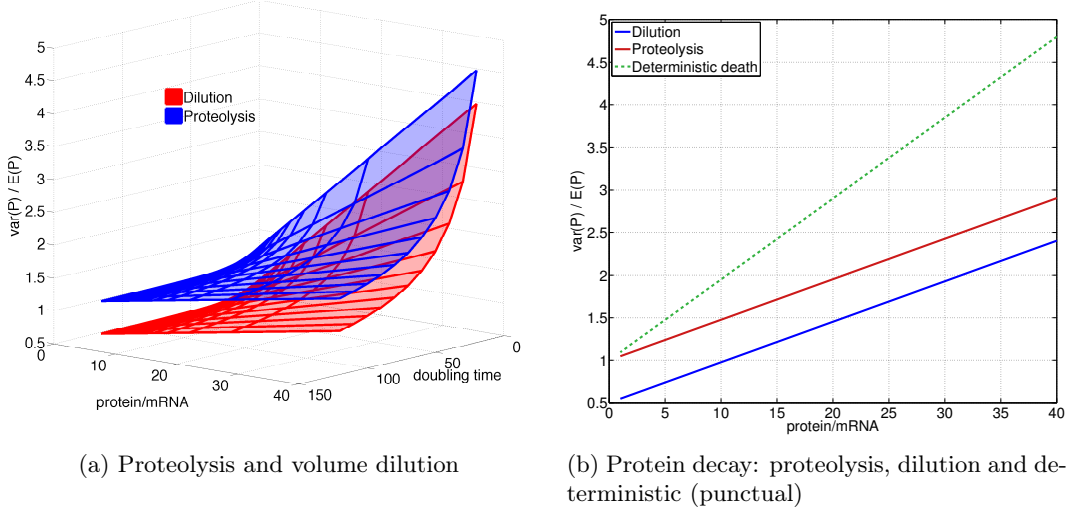 5
4.5
4
3.5
3
2.5
2
1.5
1
0.5
var(P) / E(P)
Dilution
Proteolysis
0
10
20
30
40
protein/mRNA
150
100
50
0
doubling time
(a) Proteolysis and volume dilution
5
4.5
4
3.5
3
2.5
2
1.5
1
0.5
var(P) / E(P)
Dilution
Proteolysis
Deterministic death
0
5
10
15
20
25
30
35
40
protein/mRNA
(b) Protein decay: proteolysis, dilution and de-
terministic (punctual)